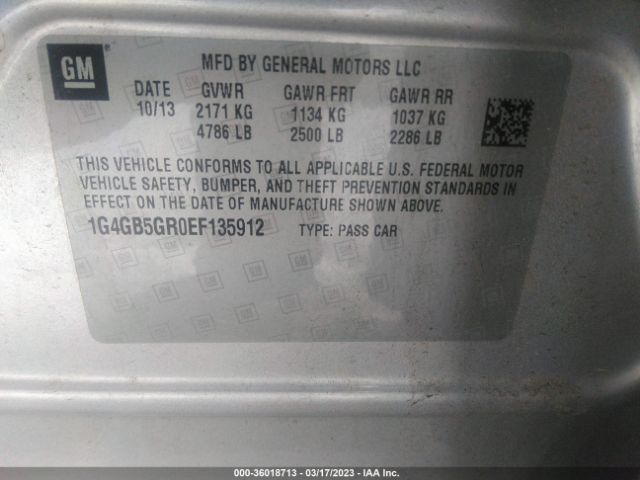 GM
MFD BY GENERAL MOTORS LLC
DATE GVWR GAWR FRT GAWR RR
10/13 2171 KG 1134 KG 1037 KG
4786 LB 2500 LB 2286 LB
THIS VEHICLE CONFORMS TO ALL APPLICABLE U.S. FEDERAL MOTOR
VEHICLE SAFETY, BUMPER, AND THEFT PREVENTION STANDARDS IN
EFFECT ON THE DATE OF MANUFACTURE SHOWN ABOVE.
1G4GB5GR0EF135912 TYPE: PASS CAR
000-36018713 - 03/17/2023 - IAA Inc.